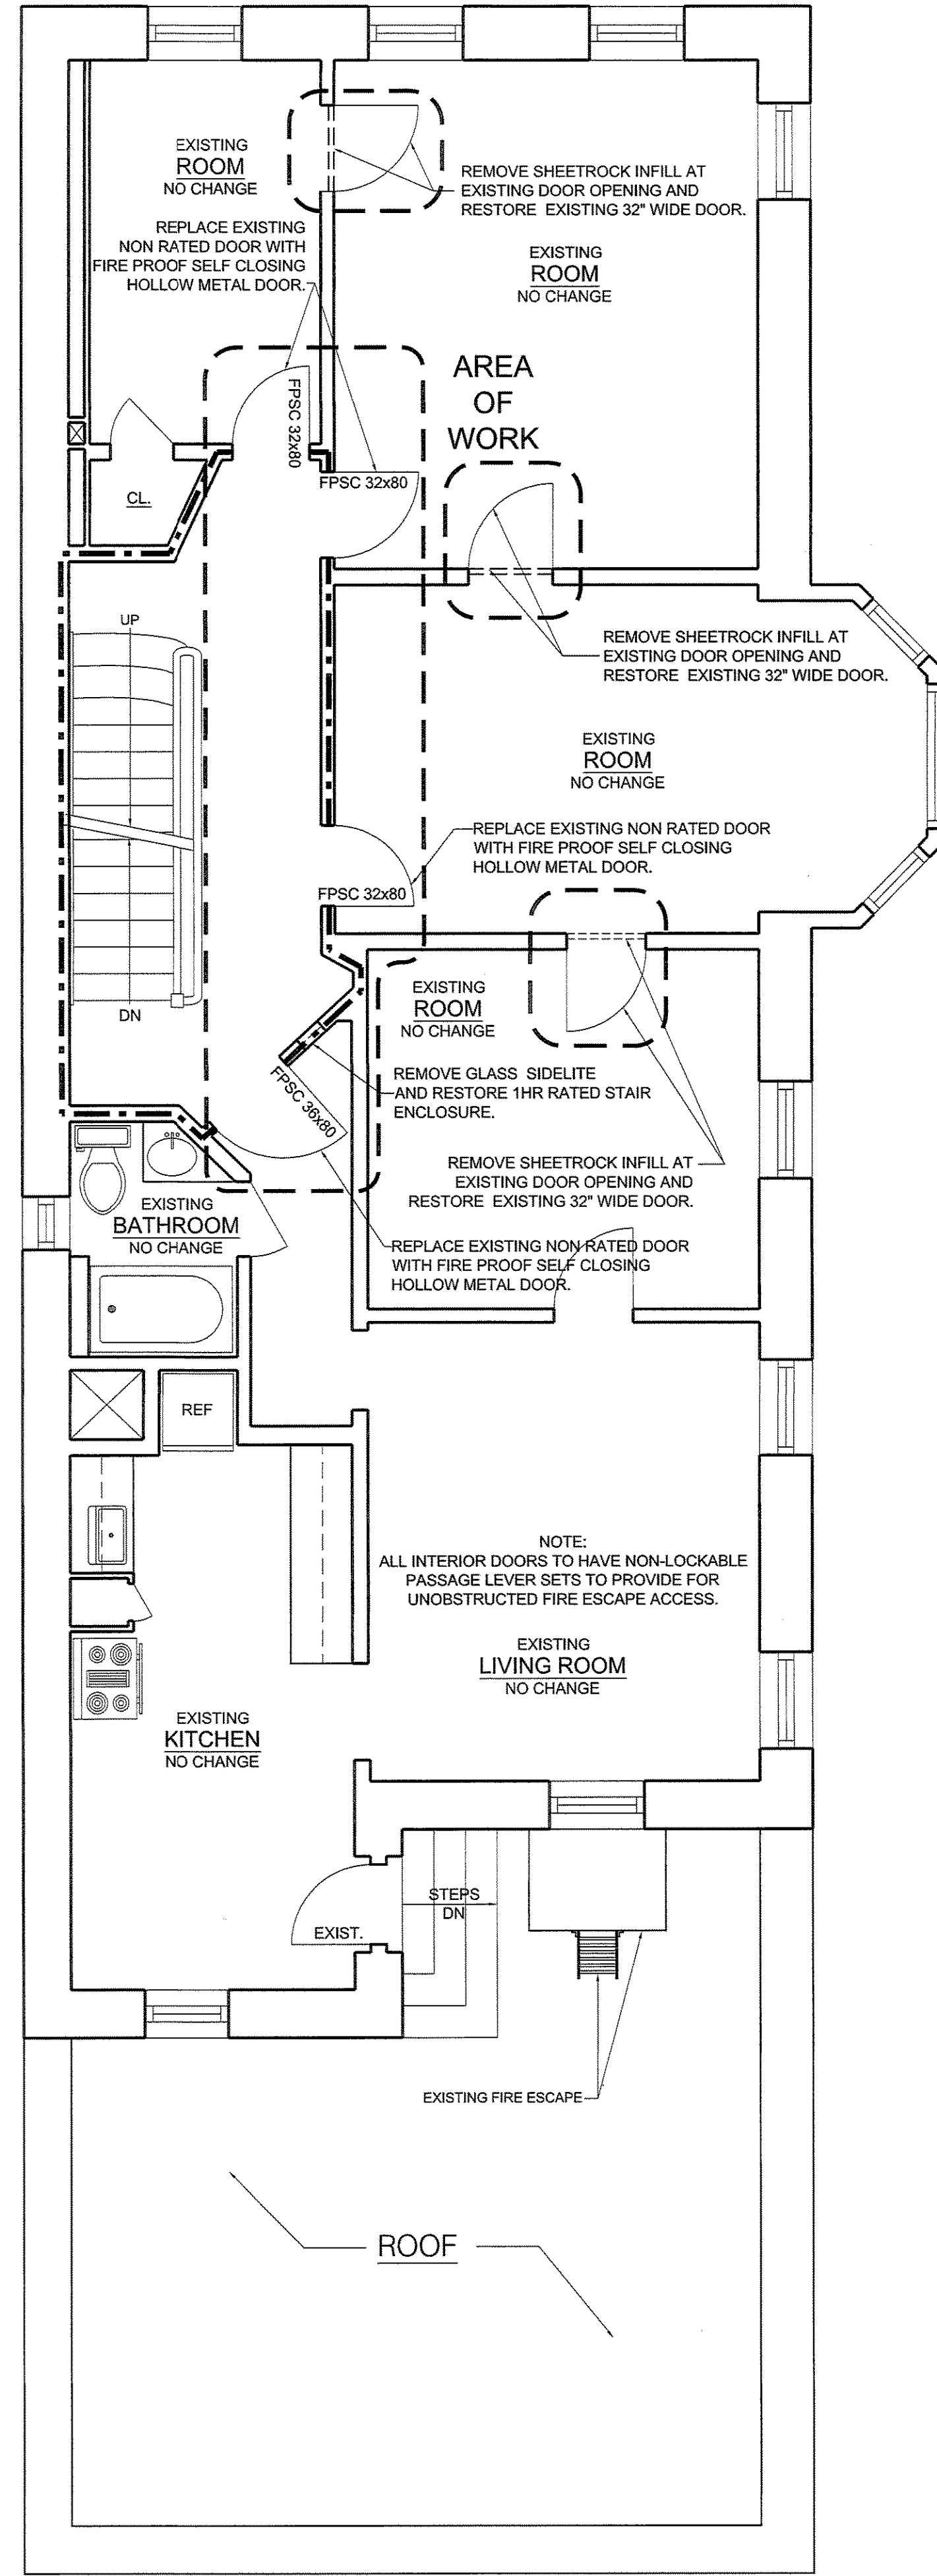 EXISTING
ROOM
NO CHANGE
REMOVE SHEETROCK INFILL AT
EXISTING DOOR OPENING AND
RESTORE EXISTING 32" WIDE DOOR.
REPLACE EXISTING
NON RATED DOOR WITH
FIRE PROOF SELF CLOSING
HOLLOW METAL DOOR.
EXISTING
ROOM
NO CHANGE
AREA
OF
WORK
FPSC 32x80
FPSC 32x80
CL.
UP
REMOVE SHEETROCK INFILL AT
EXISTING DOOR OPENING AND
RESTORE EXISTING 32" WIDE DOOR.
EXISTING
ROOM
NO CHANGE
REPLACE EXISTING NON RATED DOOR
WITH FIRE PROOF SELF CLOSING
HOLLOW METAL DOOR.
FPSC 32x80
DN
EXISTING
ROOM
NO CHANGE
REMOVE GLASS SIDELITE
AND RESTORE 1HR RATED STAIR
ENCLOSURE.
FPSC 36x80
REMOVE SHEETROCK INFILL AT
EXISTING DOOR OPENING AND
RESTORE EXISTING 32" WIDE DOOR.
EXISTING
BATHROOM
NO CHANGE
REPLACE EXISTING NON RATED DOOR
WITH FIRE PROOF SELF CLOSING
HOLLOW METAL DOOR.
REF
NOTE:
ALL INTERIOR DOORS TO HAVE NON-LOCKABLE
PASSAGE LEVER SETS TO PROVIDE FOR
UNOBSTRUCTED FIRE ESCAPE ACCESS.
EXISTING
LIVING ROOM
NO CHANGE
EXISTING
KITCHEN
NO CHANGE
STEPS
DN
EXIST.
EXISTING FIRE ESCAPE
ROOF